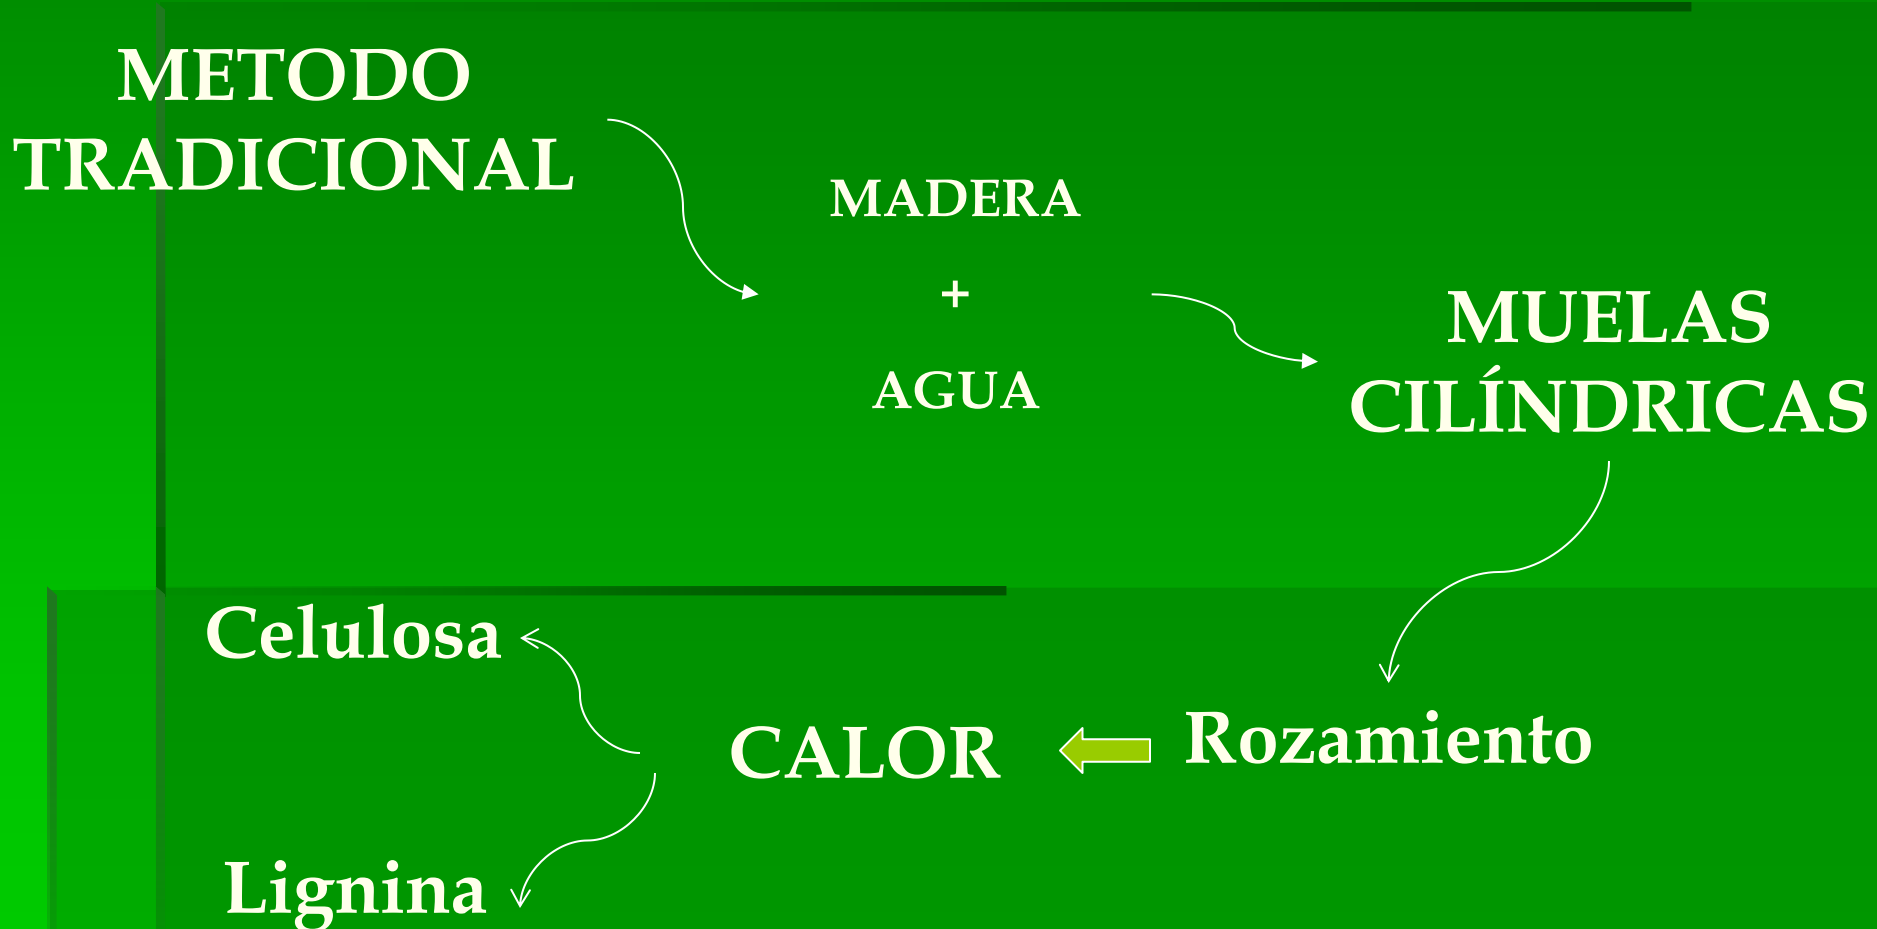 METODO
TRADICIONAL
MADERA
+
AGUA
MUELAS
CILÍNDRICAS
Rozamiento
CALOR
Celulosa
Lignina